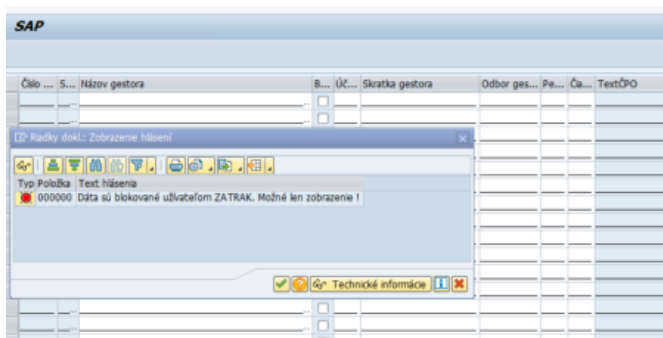 SAP
Číslo ... S... Názov gestora B... Úč... Skratka gestora Odbor ges... Pe... Ča... TextČPO
Riadky dokl.: Zobrazenie hlásení
Typ Položka Text hlásenia
000000 Dáta sú blokované užívateľom ZATRAK. Možné len zobrazenie !
Technické informácie